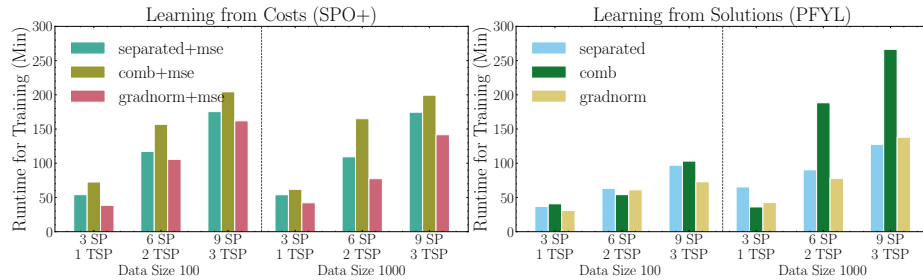 Learning from Costs (SPO+)
Runtime for Training (Min)
300
250
200
150
100
50
0
separated+mse
comb+mse
gradnorm+mse
3 SP 6 SP 9 SP 3 SP 6 SP 9 SP
1 TSP 2 TSP 3 TSP 1 TSP 2 TSP 3 TSP
Data Size 100 Data Size 1000
Learning from Solutions (PFYL)
Runtime for Training (Min)
300
250
200
150
100
50
0
separated
comb
gradnorm
3 SP 6 SP 9 SP 3 SP 6 SP 9 SP
1 TSP 2 TSP 3 TSP 1 TSP 2 TSP 3 TSP
Data Size 100 Data Size 1000